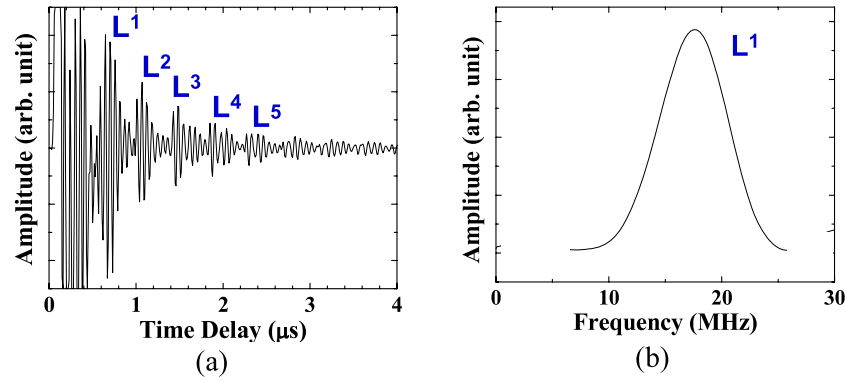 L¹
L²
L³
L⁴
L⁵
Amplitude (arb. unit)
0 1 2 3 4
Time Delay (μs)
(a)
L¹
Amplitude (arb. unit)
0 10 20 30
Frequency (MHz)
(b)